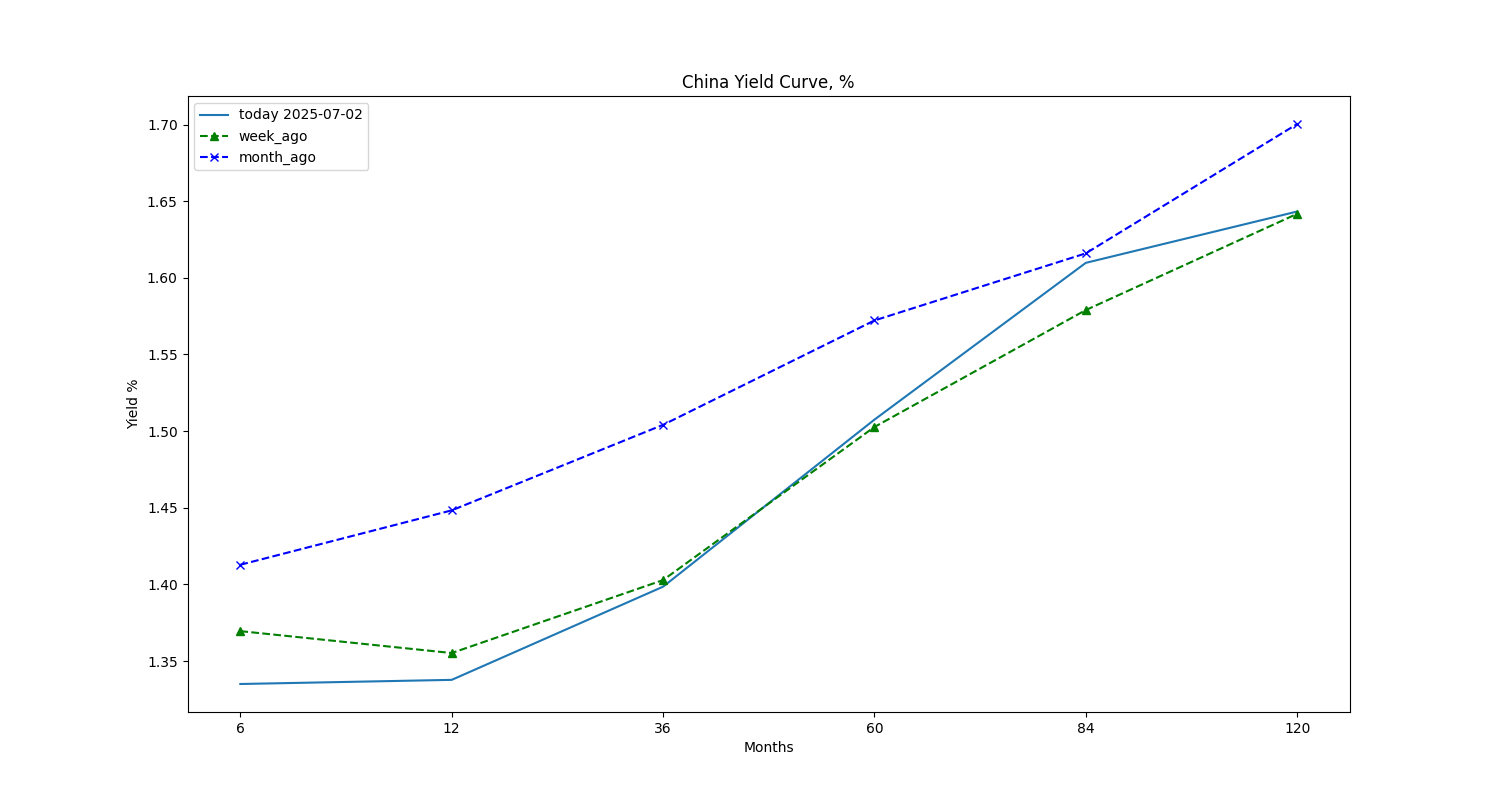 China Yield Curve, %
today 2025-07-02
week_ago
month_ago
1.70
1.65
1.60
1.55
1.50
1.45
1.40
1.35
Yield %
6 12 36 60 84 120
Months